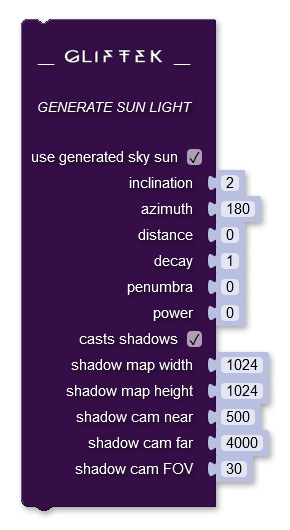 __ GLIFTEK __
GENERATE SUN LIGHT
use generated sky sun
inclination 2
azimuth 180
distance 0
decay 1
penumbra 0
power 0
casts shadows
shadow map width 1024
shadow map height 1024
shadow cam near 500
shadow cam far 4000
shadow cam FOV 30